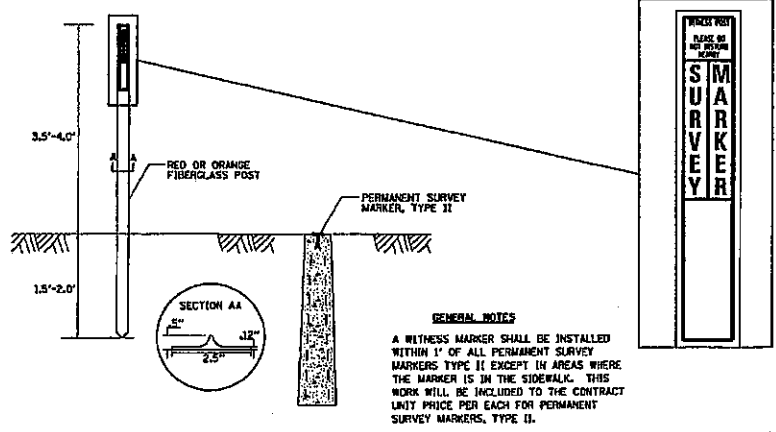 WITNESS POST
PLEASE DO
NOT DISTURB
NEARBY
SURVEY
MARKER
3.5'-4.0'
A A
RED OR ORANGE
FIBERGLASS POST
PERMANENT SURVEY
MARKER, TYPE II
1.5'-2.0'
SECTION AA
.5"
.12"
2.5"
GENERAL NOTES
A WITNESS MARKER SHALL BE INSTALLED
WITHIN 1' OF ALL PERMANENT SURVEY
MARKERS TYPE II EXCEPT IN AREAS WHERE
THE MARKER IS IN THE SIDEWALK. THIS
WORK WILL BE INCLUDED TO THE CONTRACT
UNIT PRICE PER EACH FOR PERMANENT
SURVEY MARKERS, TYPE II.